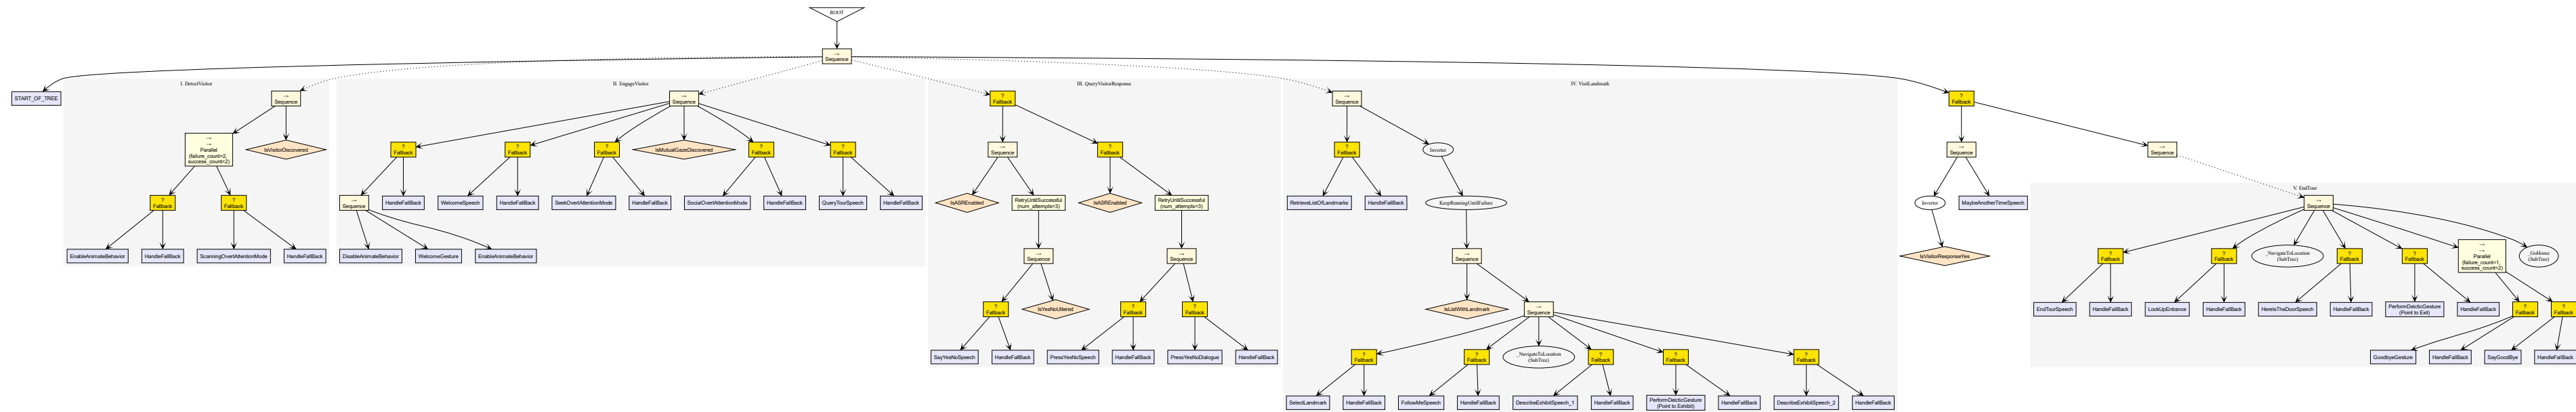 ROOT
→
Sequence
I. DetectVisitor
II. EngageVisitor
III. QueryVisitorResponse
IV. VisitLandmark
START_OF_TREE
→
Sequence
→
Sequence
?
Fallback
→
Sequence
?
Fallback
→
→
Parallel
(failure_count=2,
success_count=2)
IsVisitorDiscovered
?
Fallback
?
Fallback
?
Fallback
IsMutualGazeDiscovered
?
Fallback
?
Fallback
→
Sequence
?
Fallback
?
Fallback
Inverter
→
Sequence
→
Sequence
V. EndTour
?
Fallback
?
Fallback
→
Sequence
HandleFallBack
WelcomeSpeech
HandleFallBack
SeekOvertAttentionMode
HandleFallBack
SocialOvertAttentionMode
HandleFallBack
QueryTourSpeech
HandleFallBack
IsASREnabled
RetryUntilSuccessful
(num_attempts=3)
IsASREnabled
RetryUntilSuccessful
(num_attempts=3)
RetrieveListOfLandmarks
HandleFallBack
KeepRunningUntilFailure
Inverter
MaybeAnotherTimeSpeech
→
Sequence
EnableAnimateBehavior
HandleFallBack
ScanningOvertAttentionMode
HandleFallBack
DisableAnimateBehavior
WelcomeGesture
EnableAnimateBehavior
→
Sequence
→
Sequence
→
Sequence
IsVisitorResponseYes
?
Fallback
?
Fallback
_NavigateToLocation
(SubTree)
?
Fallback
?
Fallback
→
→
Parallel
(failure_count=1,
success_count=2)
_GoHome
(SubTree)
?
Fallback
IsYesNoUttered
?
Fallback
?
Fallback
IsListWithLandmark
→
Sequence
EndTourSpeech
HandleFallBack
LookUpEntrance
HandleFallBack
HereIsTheDoorSpeech
HandleFallBack
PerformDeicticGesture
(Point to Exit)
HandleFallBack
?
Fallback
?
Fallback
SayYesNoSpeech
HandleFallBack
PressYesNoSpeech
HandleFallBack
PressYesNoDialogue
HandleFallBack
?
Fallback
?
Fallback
_NavigateToLocation
(SubTree)
?
Fallback
?
Fallback
?
Fallback
GoodbyeGesture
HandleFallBack
SayGoodBye
HandleFallBack
SelectLandmark
HandleFallBack
FollowMeSpeech
HandleFallBack
DescribeExhibitSpeech_1
HandleFallBack
PerformDeicticGesture
(Point to Exhibit)
HandleFallBack
DescribeExhibitSpeech_2
HandleFallBack